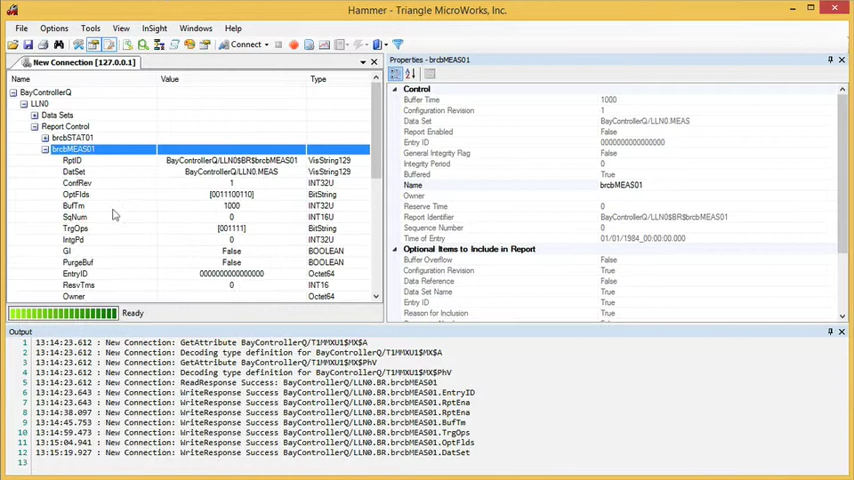 Hammer - Triangle MicroWorks, Inc.
File Options Tools View InSight Windows Help
Connect
New Connection [127.0.0.1]
Name Value Type
BayControllerQ
LLN0
Data Sets
Report Control
brcbSTAT01
brcbMEAS01
RptID BayControllerQ/LLN0$BR$brcbMEAS01 VisString129
DatSet BayControllerQ/LLN0.MEAS VisString129
ConfRev 1 INT32U
OptFlds [0011100110] BitString
BufTm 1000 INT32U
SqNum 0 INT16U
TrgOps [001111] BitString
IntgPd 0 INT32U
GI False BOOLEAN
PurgeBuf False BOOLEAN
EntryID 0000000000000000 Octet64
ResvTms 0 INT16
Owner Octet64
Ready
Properties - brcbMEAS01
Control
Buffer Time 1000
Configuration Revision 1
Data Set BayControllerQ/LLN0.MEAS
Report Enabled False
Entry ID 0000000000000000
General Integrity Flag False
Integrity Period 0
Buffered True
Name brcbMEAS01
Owner
Reserve Time 0
Report Identifier BayControllerQ/LLN0$BR$brcbMEAS01
Sequence Number 0
Time of Entry 01/01/1984_00:00:00.000
Optional Items to Include in Report
Buffer Overflow False
Configuration Revision True
Data Reference False
Data Set Name True
Entry ID True
Reason for Inclusion True
Output
1 13:14:23.612 : New Connection: GetAttribute BayControllerQ/T1MMXU1$MX$A
2 13:14:23.612 : New Connection: Decoding type definition for BayControllerQ/T1MMXU1$MX$A
3 13:14:23.612 : New Connection: GetAttribute BayControllerQ/T1MMXU1$MX$PhV
4 13:14:23.612 : New Connection: Decoding type definition for BayControllerQ/T1MMXU1$MX$PhV
5 13:14:23.612 : New Connection: ReadResponse Success: BayControllerQ/LLN0.BR.brcbMEAS01
6 13:14:23.643 : New Connection: WriteResponse Success BayControllerQ/LLN0.BR.brcbMEAS01.EntryID
7 13:14:23.612 : New Connection: WriteResponse Success BayControllerQ/LLN0.BR.brcbMEAS01.RptEna
8 13:14:38.097 : New Connection: WriteResponse Success BayControllerQ/LLN0.BR.brcbMEAS01.RptEna
9 13:14:45.753 : New Connection: WriteResponse Success BayControllerQ/LLN0.BR.brcbMEAS01.BufTm
10 13:14:59.473 : New Connection: WriteResponse Success BayControllerQ/LLN0.BR.brcbMEAS01.TrgOps
11 13:15:04.941 : New Connection: WriteResponse Success BayControllerQ/LLN0.BR.brcbMEAS01.OptFlds
12 13:15:19.927 : New Connection: WriteResponse Success BayControllerQ/LLN0.BR.brcbMEAS01.DatSet
13